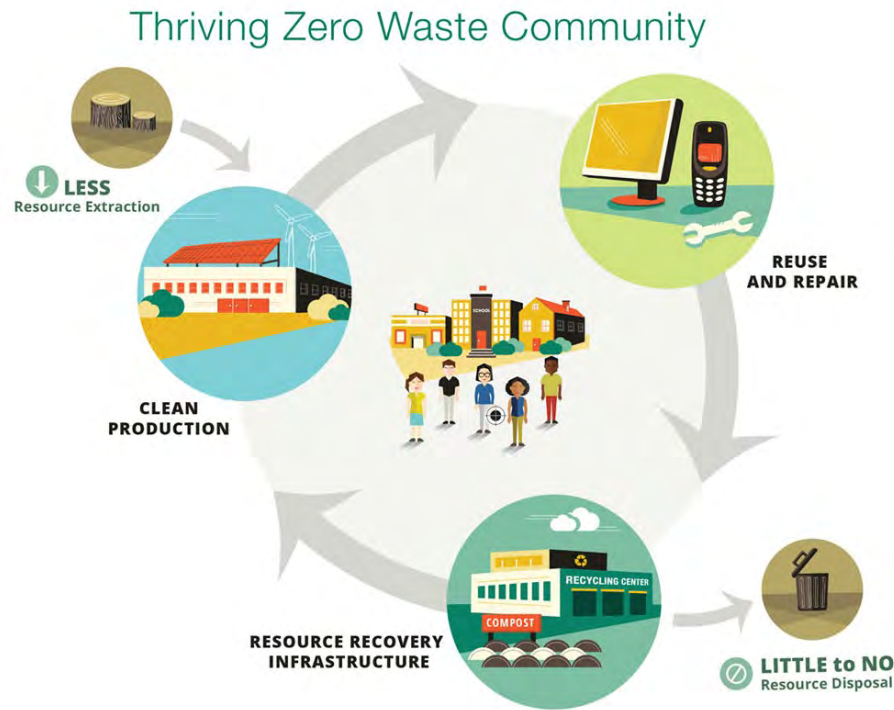 Thriving Zero Waste Community
LESS
Resource Extraction
REUSE
AND REPAIR
SCHOOL
CLEAN
PRODUCTION
RECYCLING CENTER
COMPOST
RESOURCE RECOVERY
INFRASTRUCTURE
LITTLE to NO
Resource Disposal